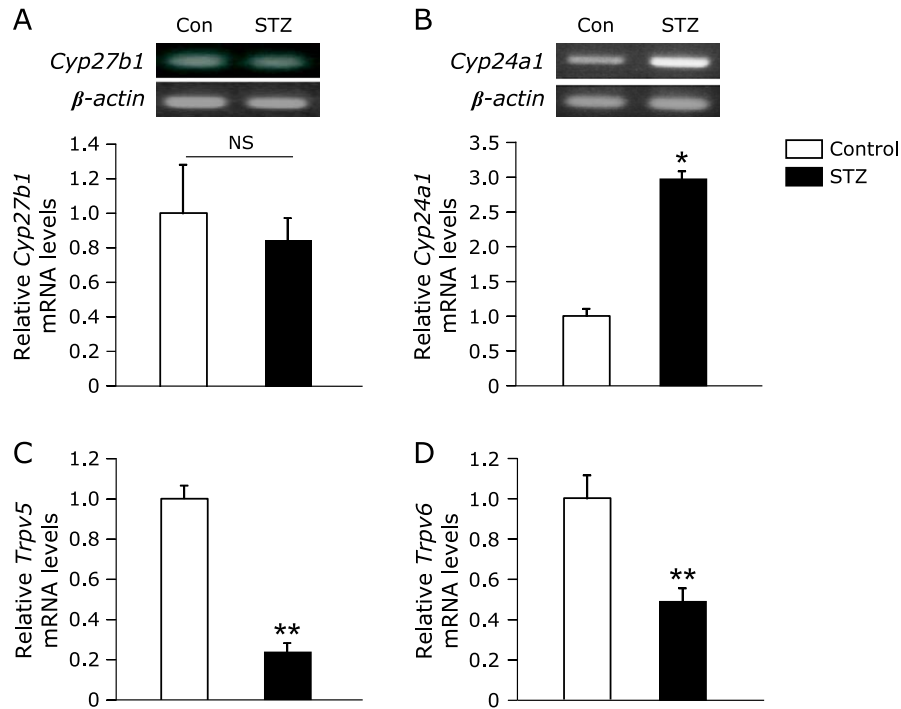 A
Con STZ
Cyp27b1
β-actin
NS
Relative Cyp27b1
mRNA levels
1.4
1.2
1.0
0.8
0.6
0.4
0.2
0
B
Con STZ
Cyp24a1
β-actin
*
Relative Cyp24a1
mRNA levels
3.5
3.0
2.5
2.0
1.5
1.0
0.5
0
Control
STZ
C
Relative Trpv5
mRNA levels
1.2
1.0
0.8
0.6
0.4
0.2
0
**
D
Relative Trpv6
mRNA levels
1.2
1.0
0.8
0.6
0.4
0.2
0
**